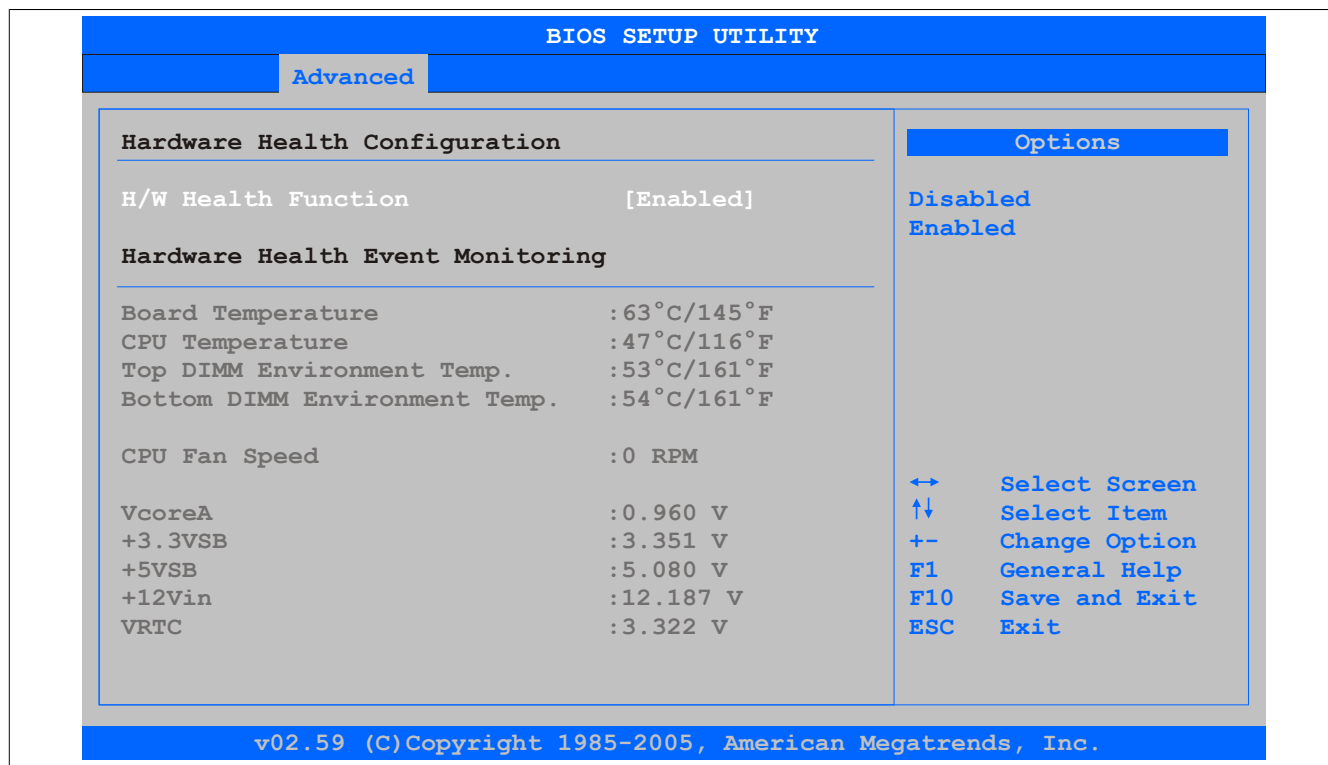 BIOS SETUP UTILITY
Advanced
Hardware Health Configuration
H/W Health Function [Enabled]
Hardware Health Event Monitoring
Board Temperature :63°C/145°F
CPU Temperature :47°C/116°F
Top DIMM Environment Temp. :53°C/161°F
Bottom DIMM Environment Temp. :54°C/161°F
CPU Fan Speed :0 RPM
VcoreA :0.960 V
+3.3VSB :3.351 V
+5VSB :5.080 V
+12Vin :12.187 V
VRTC :3.322 V
Options
Disabled
Enabled
↔ Select Screen
↑↓ Select Item
+- Change Option
F1 General Help
F10 Save and Exit
ESC Exit
v02.59 (C)Copyright 1985-2005, American Megatrends, Inc.